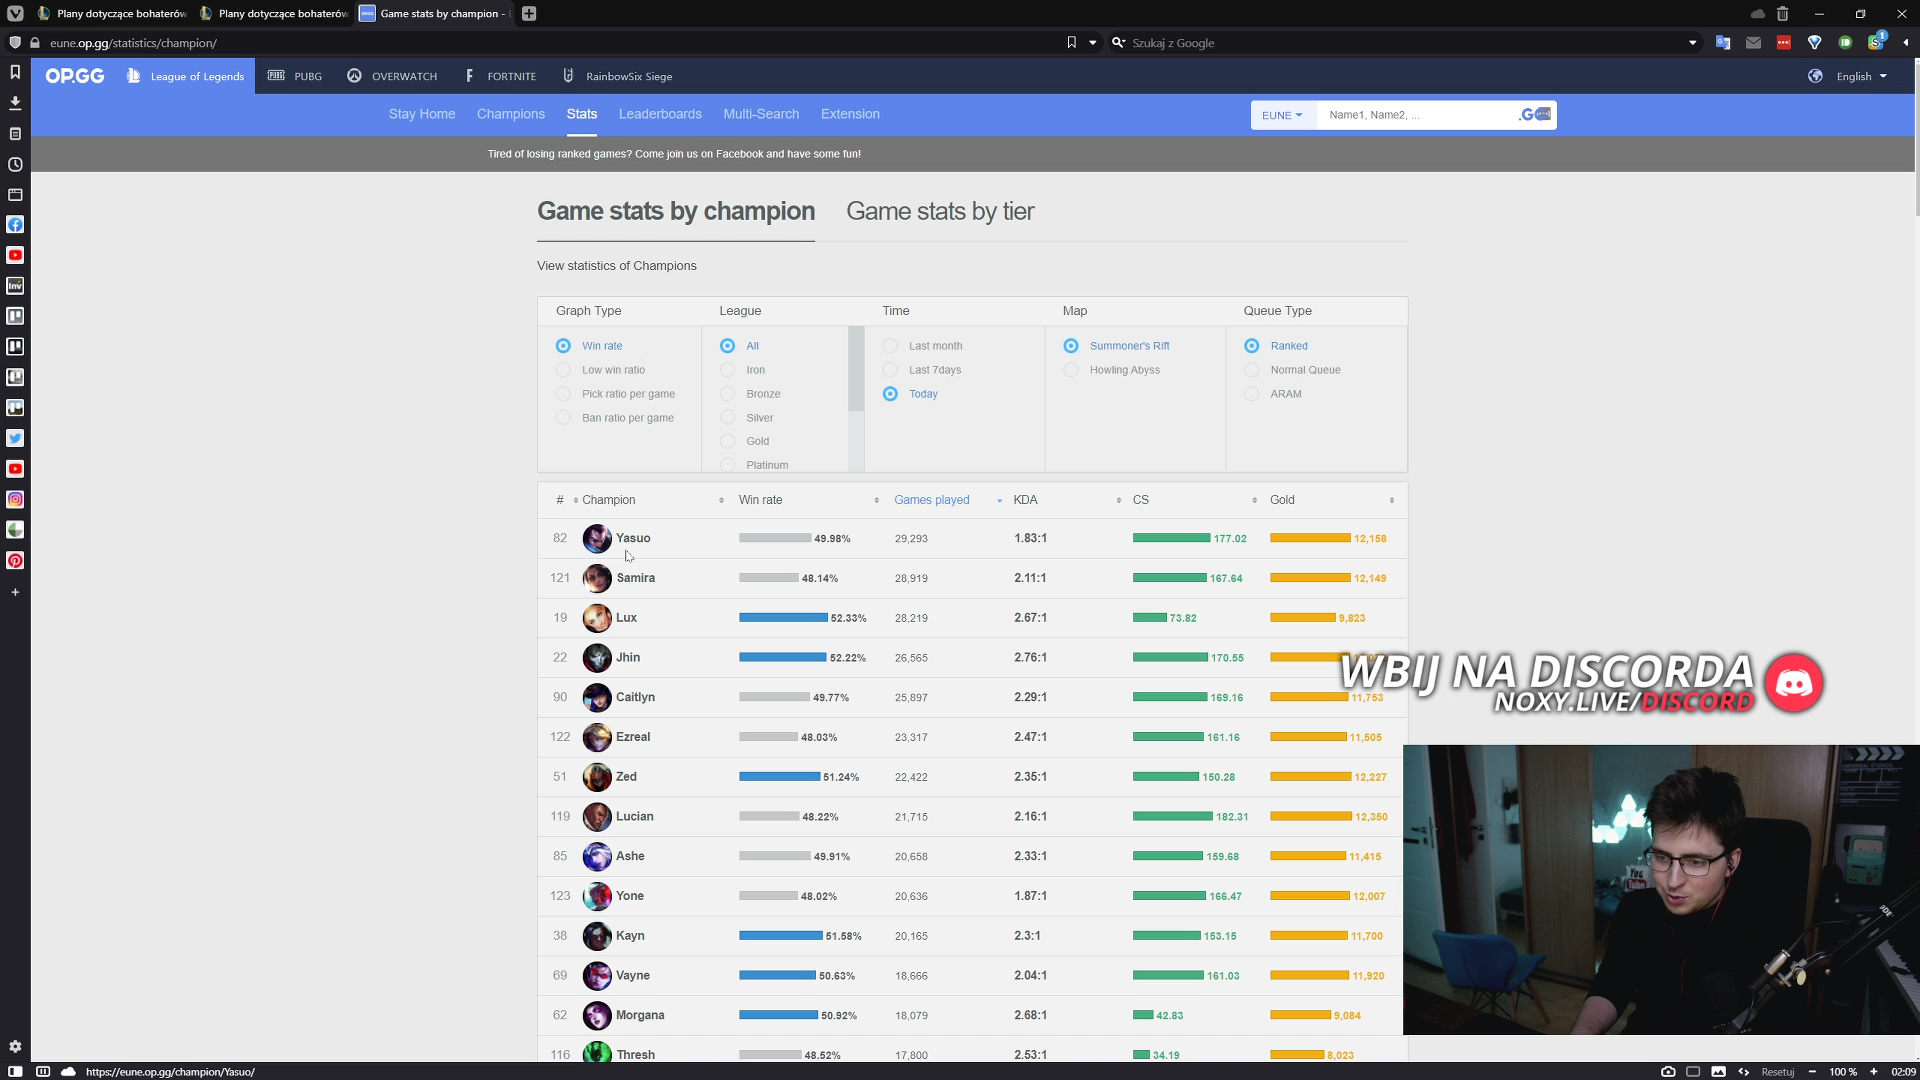 Plany dotyczące bohaterów
Plany dotyczące bohaterów
Game stats by champion -
eune.op.gg/statistics/champion/
Szukaj z Google
1
OP.GG
League of Legends
PUBG
OVERWATCH
FORTNITE
RainbowSix Siege
English
Stay Home
Champions
Stats
Leaderboards
Multi-Search
Extension
EUNE
Name1, Name2, ...
.G
Tired of losing ranked games? Come join us on Facebook and have some fun!
Game stats by champion
Game stats by tier
View statistics of Champions
Graph Type League Time Map Queue Type
Win rate All Last month Summoner's Rift Ranked
Low win ratio Iron Last 7days Howling Abyss Normal Queue
Pick ratio per game Bronze Today ARAM
Ban ratio per game Silver
Gold
Platinum
# Champion Win rate Games played KDA CS Gold
82 Yasuo 49.98% 29,293 1.83:1 177.02 12,158
121 Samira 48.14% 28,919 2.11:1 167.64 12,149
19 Lux 52.33% 28,219 2.67:1 73.82 9,823
22 Jhin 52.22% 26,565 2.76:1 170.55
90 Caitlyn 49.77% 25,897 2.29:1 169.16 11,753
122 Ezreal 48.03% 23,317 2.47:1 161.16 11,505
51 Zed 51.24% 22,422 2.35:1 150.28 12,227
119 Lucian 48.22% 21,715 2.16:1 182.31 12,350
85 Ashe 49.91% 20,658 2.33:1 159.68 11,415
123 Yone 48.02% 20,636 1.87:1 166.47 12,007
38 Kayn 51.58% 20,165 2.3:1 153.15 11,700
69 Vayne 50.63% 18,666 2.04:1 161.03 11,920
62 Morgana 50.92% 18,079 2.68:1 42.83 9,084
116 Thresh 48.52% 17,800 2.53:1 34.19 8,023
WBIJ NA DISCORDA
NOXY.LIVE/DISCORD
https://eune.op.gg/champion/Yasuo/
Resetuj
100 %
02:09